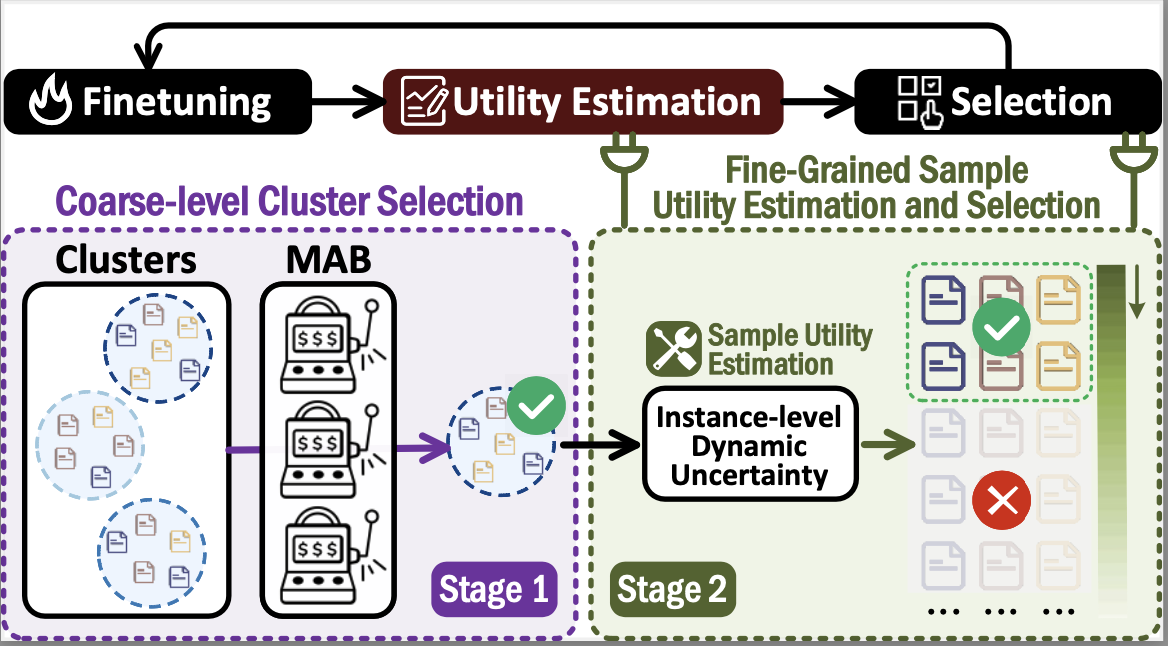 Finetuning
Utility Estimation
Selection
Coarse-level Cluster Selection
Fine-Grained Sample
Utility Estimation and Selection
Clusters
MAB
$$$
$$$
$$$
Stage 1
Sample Utility
Estimation
Instance-level
Dynamic
Uncertainty
Stage 2
... ... ...